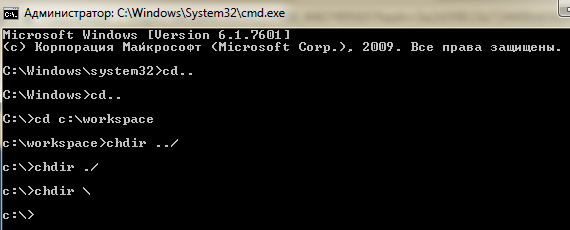 Администратор: C:\Windows\System32\cmd.exe
Microsoft Windows [Version 6.1.7601]
(c) Корпорация Майкрософт (Microsoft Corp.), 2009. Все права защищены.
C:\Windows\system32>cd..
C:\Windows>cd..
C:\>cd c:\workspace
c:\workspace>chdir ../
c:\>chdir ./
c:\>chdir \
c:\>